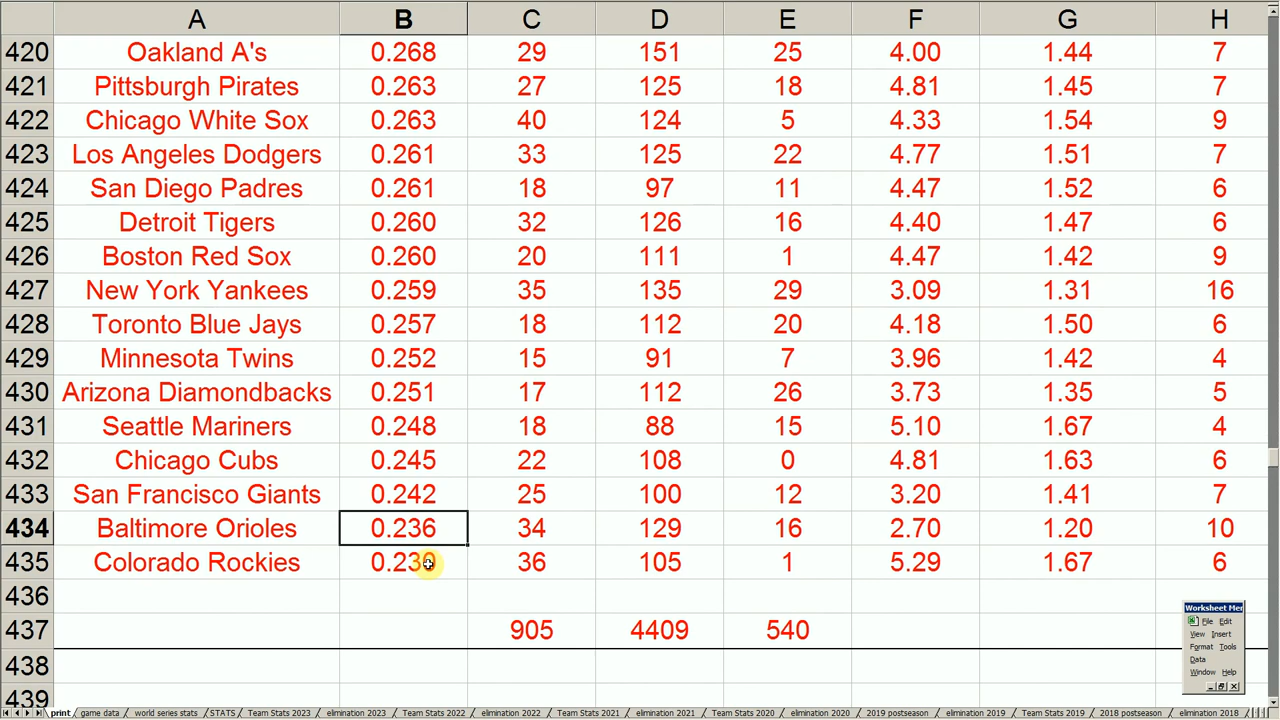 A B C D E F G H
420 Oakland A's 0.268 29 151 25 4.00 1.44 7
421 Pittsburgh Pirates 0.263 27 125 18 4.81 1.45 7
422 Chicago White Sox 0.263 40 124 5 4.33 1.54 9
423 Los Angeles Dodgers 0.261 33 125 22 4.77 1.51 7
424 San Diego Padres 0.261 18 97 11 4.47 1.52 6
425 Detroit Tigers 0.260 32 126 16 4.40 1.47 6
426 Boston Red Sox 0.260 20 111 1 4.47 1.42 9
427 New York Yankees 0.259 35 135 29 3.09 1.31 16
428 Toronto Blue Jays 0.257 18 112 20 4.18 1.50 6
429 Minnesota Twins 0.252 15 91 7 3.96 1.42 4
430 Arizona Diamondbacks 0.251 17 112 26 3.73 1.35 5
431 Seattle Mariners 0.248 18 88 15 5.10 1.67 4
432 Chicago Cubs 0.245 22 108 0 4.81 1.63 6
433 San Francisco Giants 0.242 25 100 12 3.20 1.41 7
434 Baltimore Orioles 0.236 34 129 16 2.70 1.20 10
435 Colorado Rockies 0.230 36 105 1 5.29 1.67 6
436
437 905 4409 540
438
439
Worksheet Men
File Edit
View Insert
Format Tools
Data
Window Help
print game data world series stats STATS Team Stats 2023 elimination 2023 Team Stats 2022 elimination 2022 Team Stats 2021 elimination 2021 Team Stats 2020 elimination 2020 2019 postseason elimination 2019 2018 postseason elimination 2018